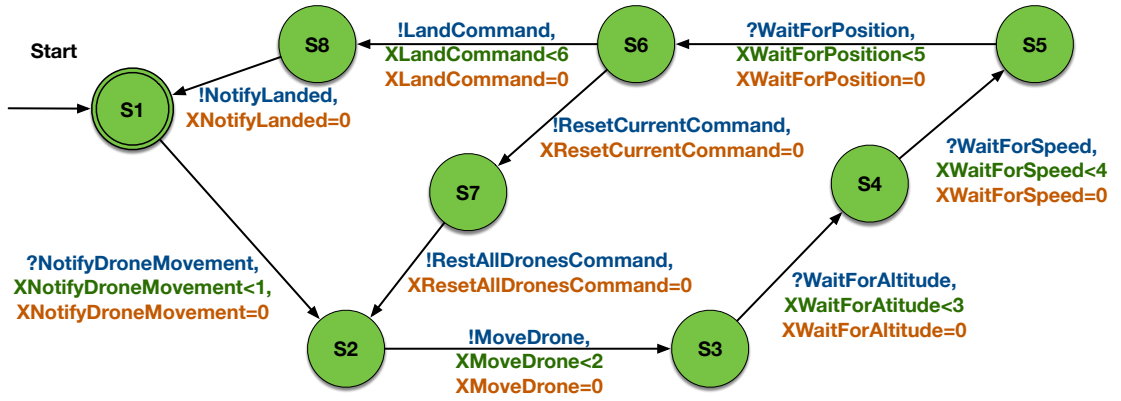 Start
S1
S8
S6
S5
S7
S4
S2
S3
!LandCommand,
XLandCommand<6
XLandCommand=0
?WaitForPosition,
XWaitForPosition<5
XWaitForPosition=0
!NotifyLanded,
XNotifyLanded=0
!ResetCurrentCommand,
XResetCurrentCommand=0
?WaitForSpeed,
XWaitForSpeed<4
XWaitForSpeed=0
?NotifyDroneMovement,
XNotifyDroneMovement<1,
XNotifyDroneMovement=0
!RestAllDronesCommand,
XResetAllDronesCommand=0
?WaitForAltitude,
XWaitForAtitude<3
XWaitForAltitude=0
!MoveDrone,
XMoveDrone<2
XMoveDrone=0